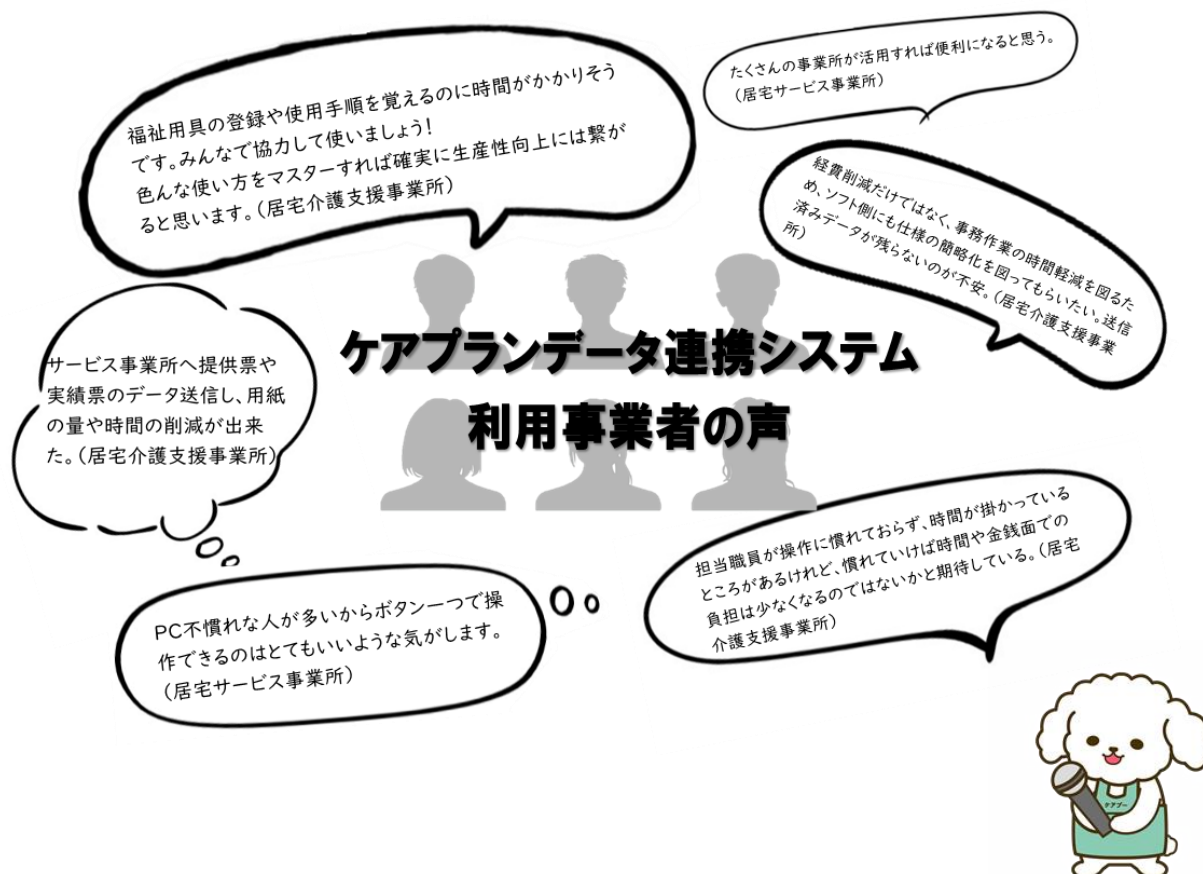 福祉用具の登録や使用手順を覚えるのに時間がかかりそう
です。みんなで協力して使いましょう!
色んな使い方をマスターすれば確実に生産性向上には繋が
ると思います。(居宅介護支援事業所)
たくさんの事業所が活用すれば便利になると思う。
(居宅サービス事業所)
経費削減だけではなく、事務作業の時間軽減を図るた
め、ソフト側にも仕様の簡略化を図ってもらいたい。送信
済みデータが残らないのが不安。(居宅介護支援事業
所)
ケアプランデータ連携システム
利用事業者の声
サービス事業所へ提供票や
実績票のデータ送信し、用紙
の量や時間の削減が出来
た。(居宅介護支援事業所)
担当職員が操作に慣れておらず、時間が掛かっている
ところがあるけれど、慣れていけば時間や金銭面での
負担は少なくなるのではないかと期待している。(居宅
介護支援事業所)
PC不慣れな人が多いからボタン一つで操
作できるのはとてもいいような気がします。
(居宅サービス事業所)
ケアプー